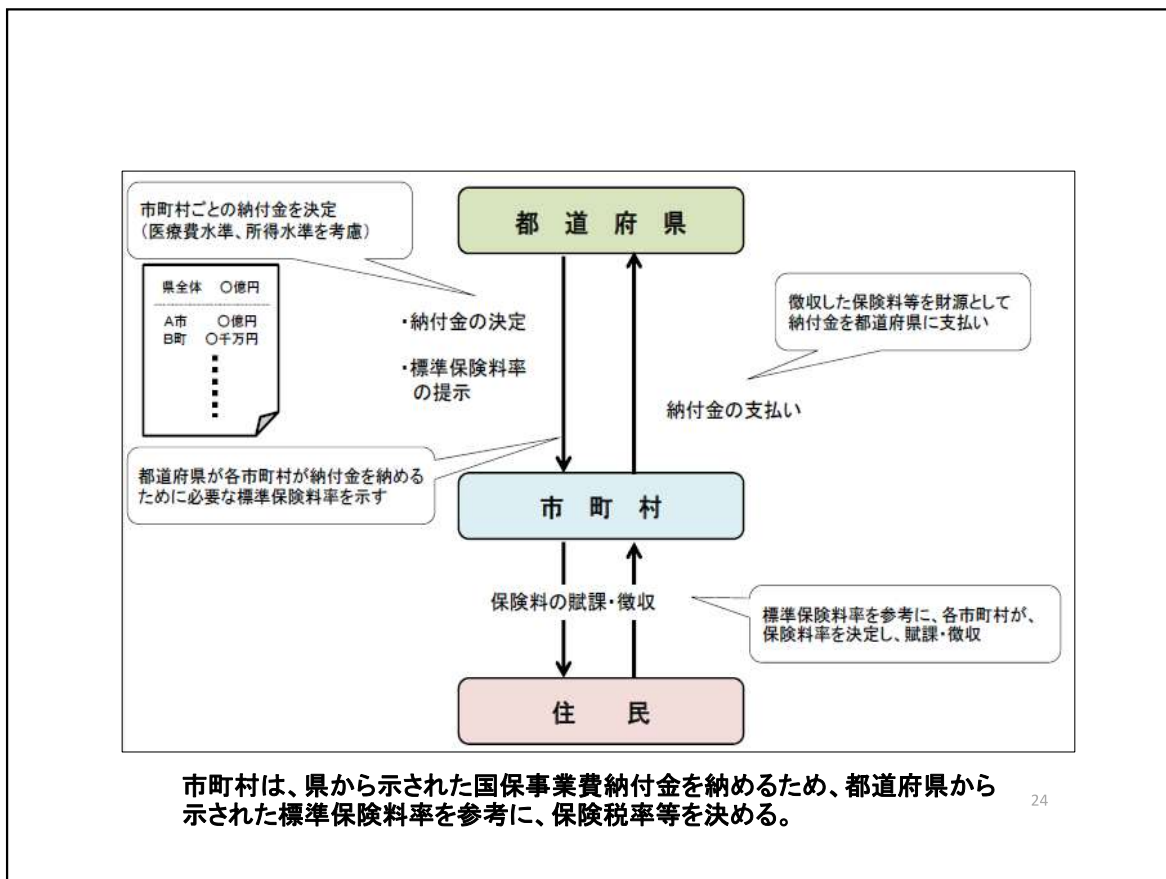 市町村ごとの納付金を決定
(医療費水準、所得水準を考慮)
都 道 府 県
県全体 〇億円
A市 〇億円
B町 〇千万円
・納付金の決定
・標準保険料率
の提示
徴収した保険料等を財源として
納付金を都道府県に支払い
納付金の支払い
都道府県が各市町村が納付金を納める
ために必要な標準保険料率を示す
市 町 村
保険料の賦課・徴収
標準保険料率を参考に、各市町村が、
保険料率を決定し、賦課・徴収
住 民
市町村は、県から示された国保事業費納付金を納めるため、都道府県から
示された標準保険料率を参考に、保険税率等を決める。
24